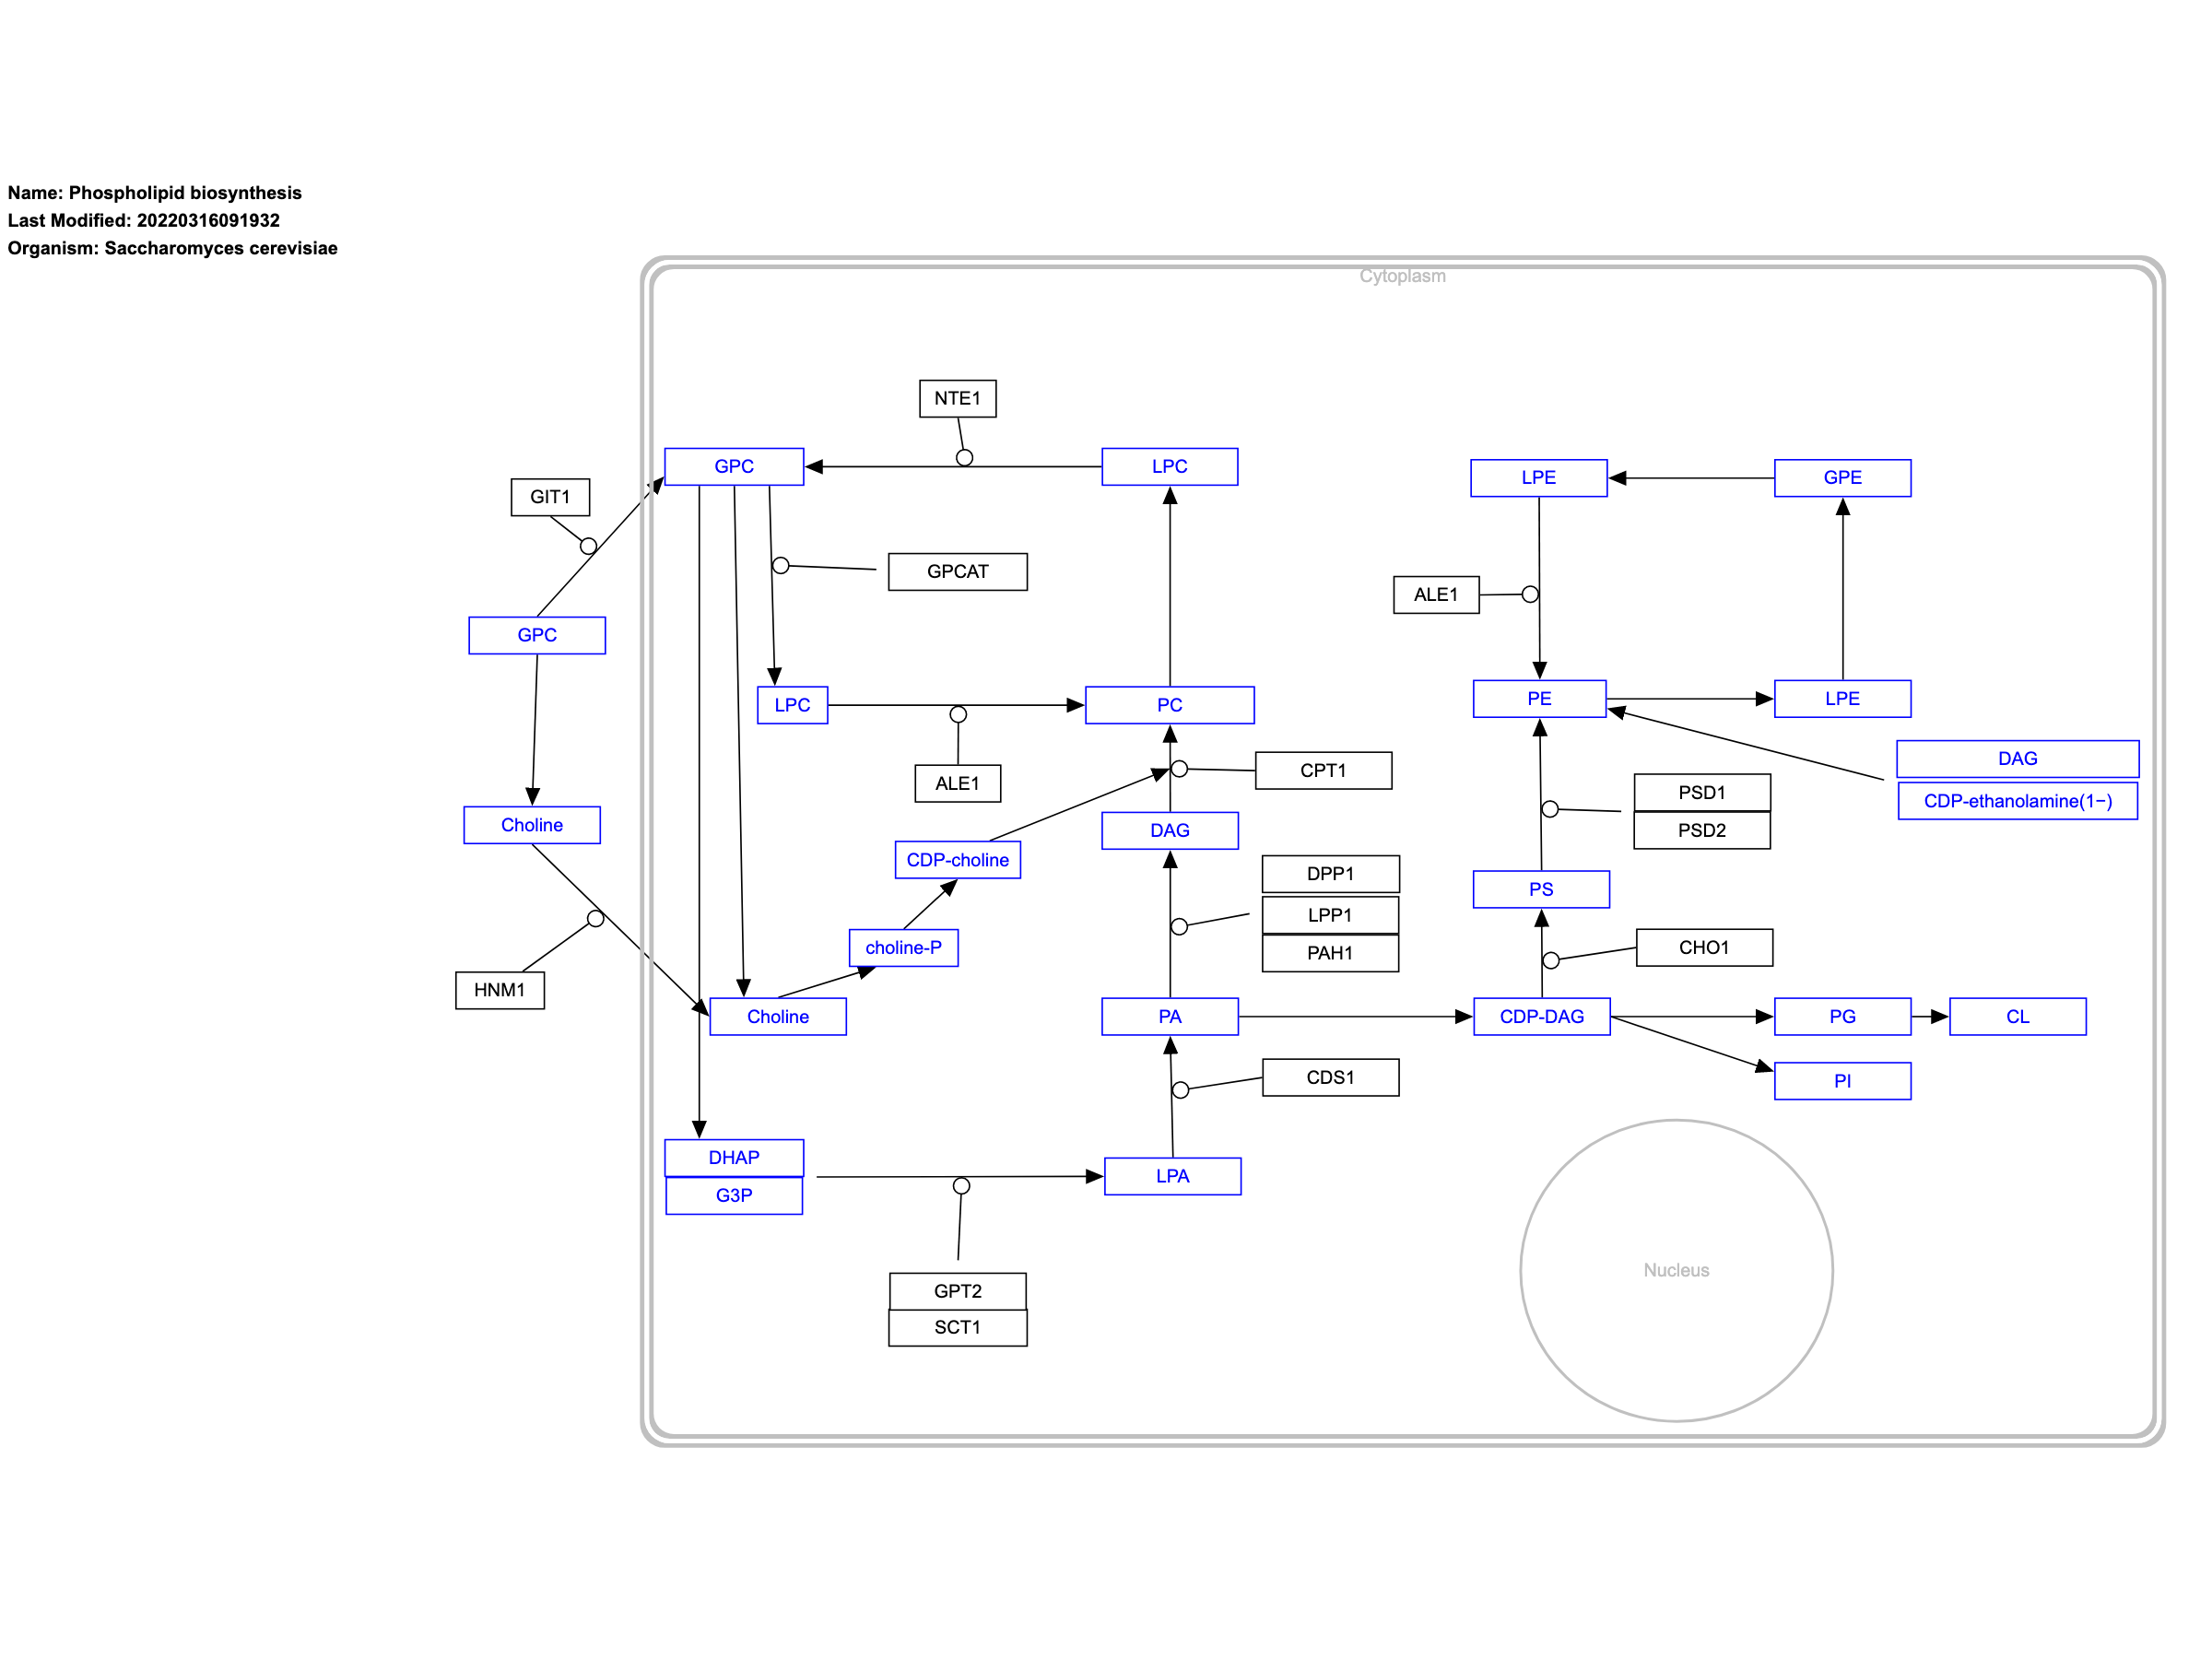 Name: Phospholipid biosynthesis
Last Modified: 20220316091932
Organism: Saccharomyces cerevisiae
Cytoplasm
NTE1
GPC
LPC
LPE
GPE
GIT1
GPCAT
ALE1
GPC
LPC
PC
PE
LPE
DAG
CDP-ethanolamine(1−)
CPT1
ALE1
PSD1
PSD2
Choline
DAG
CDP-choline
DPP1
LPP1
PAH1
PS
choline-P
CHO1
HNM1
Choline
PA
CDP-DAG
PG
CL
CDS1
PI
DHAP
G3P
LPA
GPT2
SCT1
Nucleus